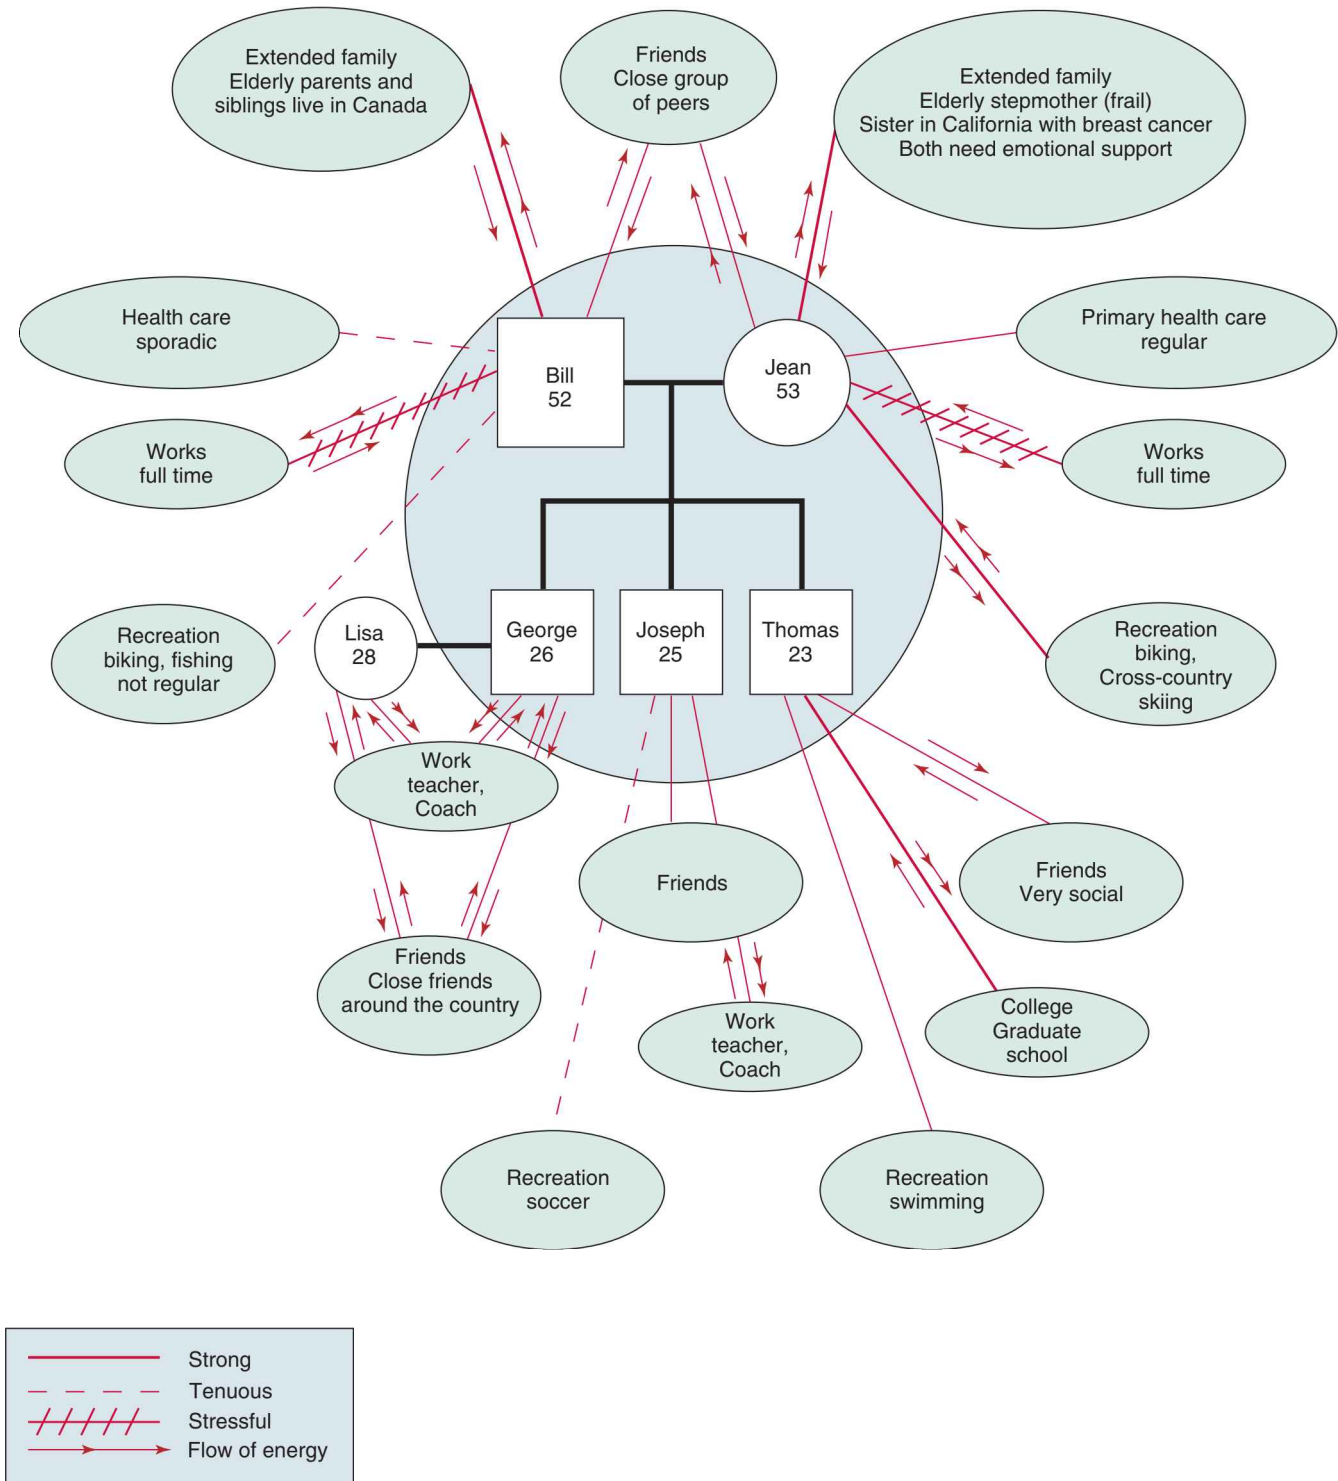 Extended family
Elderly parents and
siblings live in Canada
Friends
Close group
of peers
Extended family
Elderly stepmother (frail)
Sister in California with breast cancer
Both need emotional support
Health care
sporadic
Bill
52
Jean
53
Primary health care
regular
Works
full time
Works
full time
Recreation
biking, fishing
not regular
Lisa
28
George
26
Joseph
25
Thomas
23
Recreation
biking,
Cross-country
skiing
Work
teacher,
Coach
Friends
Friends
Very social
Friends
Close friends
around the country
Work
teacher,
Coach
College
Graduate
school
Recreation
soccer
Recreation
swimming
Strong
Tenuous
Stressful
Flow of energy